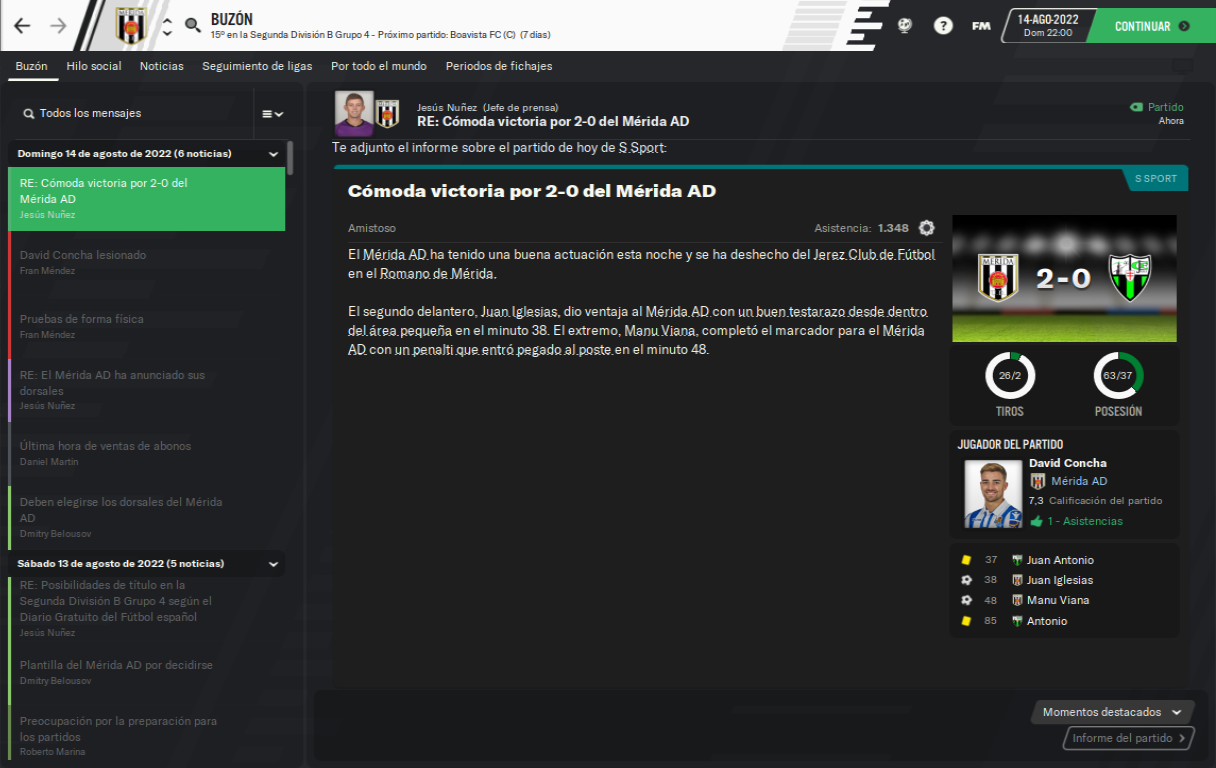 BUZÓN
15º en la Segunda División B Grupo 4 - Próximo partido: Boavista FC (C) (7 días)
?
FM
14-AGO-2022
Dom 22:00
CONTINUAR
Buzón
Hilo social
Noticias
Seguimiento de ligas
Por todo el mundo
Periodos de fichajes
Todos los mensajes
Domingo 14 de agosto de 2022 (6 noticias)
RE: Cómoda victoria por 2-0 del
Mérida AD
Jesús Nuñez
David Concha lesionado
Fran Méndez
Pruebas de forma física
Fran Méndez
RE: El Mérida AD ha anunciado sus
dorsales
Jesús Nuñez
Última hora de ventas de abonos
Daniel Martín
Deben elegirse los dorsales del Mérida
AD
Dmitry Belousov
Sábado 13 de agosto de 2022 (5 noticias)
RE: Posibilidades de título en la
Segunda División B Grupo 4 según el
Diario Gratuito del Fútbol español
Jesús Nuñez
Plantilla del Mérida AD por decidirse
Dmitry Belousov
Preocupación por la preparación para
los partidos
Roberto Marina
Jesús Nuñez (Jefe de prensa)
RE: Cómoda victoria por 2-0 del Mérida AD
Partido
Ahora
Te adjunto el informe sobre el partido de hoy de S.Sport:
S SPORT
Cómoda victoria por 2-0 del Mérida AD
Amistoso
Asistencia: 1.348
El Mérida AD ha tenido una buena actuación esta noche y se ha deshecho del Jerez Club de Fútbol
en el Romano de Mérida.
El segundo delantero, Juan Iglesias, dio ventaja al Mérida AD con un buen testarazo desde dentro
del área pequeña en el minuto 38. El extremo, Manu Viana, completó el marcador para el Mérida
AD con un penalti que entró pegado al poste en el minuto 48.
MERIDA
2-0
26/2
TIROS
63/37
POSESIÓN
JUGADOR DEL PARTIDO
David Concha
Mérida AD
7,3 Calificación del partido
1 - Asistencias
37 Juan Antonio
38 Juan Iglesias
48 Manu Viana
85 Antonio
Momentos destacados
Informe del partido